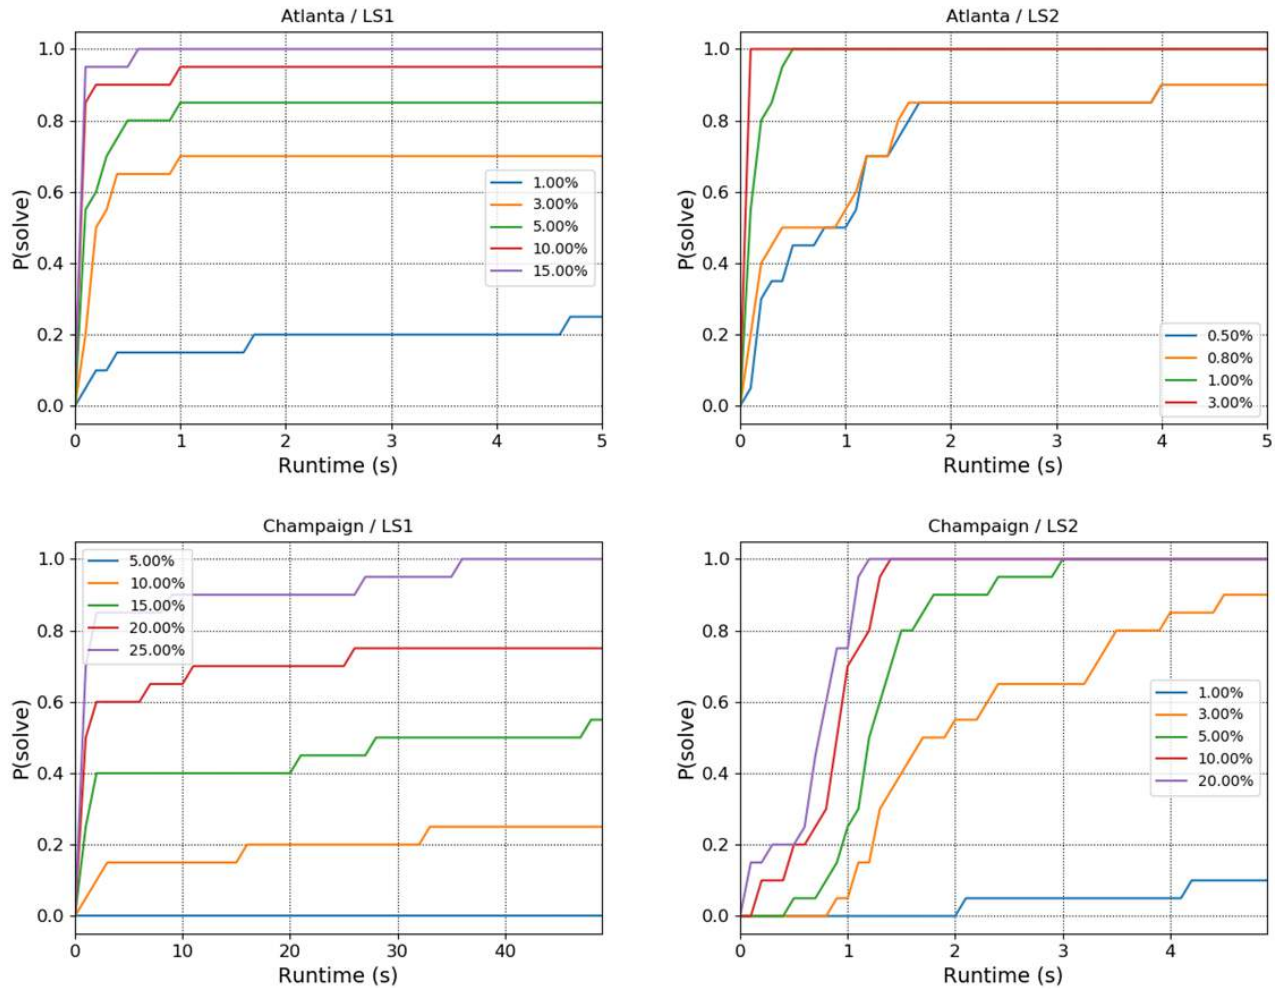 Atlanta / LS1
1.0
0.8
0.6
0.4
0.2
0.0
P(solve)
1.00%
3.00%
5.00%
10.00%
15.00%
0 1 2 3 4 5
Runtime (s)
Atlanta / LS2
1.0
0.8
0.6
0.4
0.2
0.0
P(solve)
0.50%
0.80%
1.00%
3.00%
0 1 2 3 4 5
Runtime (s)
Champaign / LS1
1.0
0.8
0.6
0.4
0.2
0.0
P(solve)
5.00%
10.00%
15.00%
20.00%
25.00%
0 10 20 30 40
Runtime (s)
Champaign / LS2
1.0
0.8
0.6
0.4
0.2
0.0
P(solve)
1.00%
3.00%
5.00%
10.00%
20.00%
0 1 2 3 4
Runtime (s)